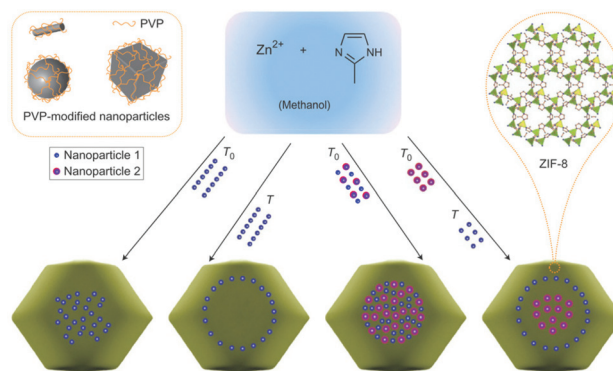 PVP
PVP-modified nanoparticles
Zn2+ + N NH
(Methanol)
ZIF-8
Nanoparticle 1
Nanoparticle 2
T0
T
T0
T0
T